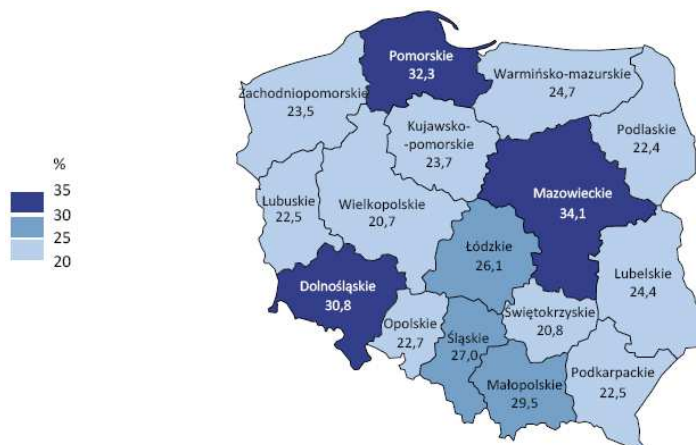 Pomorskie
32,3
Warmińsko-mazurskie
24,7
Zachodniopomorskie
23,5
Kujawsko-
-pomorskie
23,7
Podlaskie
22,4
%
35
30
25
20
Mazowieckie
34,1
Lubuskie
22,5
Wielkopolskie
20,7
Łódzkie
26,1
Lubelskie
24,4
Dolnośląskie
30,8
Świętokrzyskie
20,8
Opolskie
22,7
Śląskie
27,0
Podkarpackie
22,5
Małopolskie
29,5